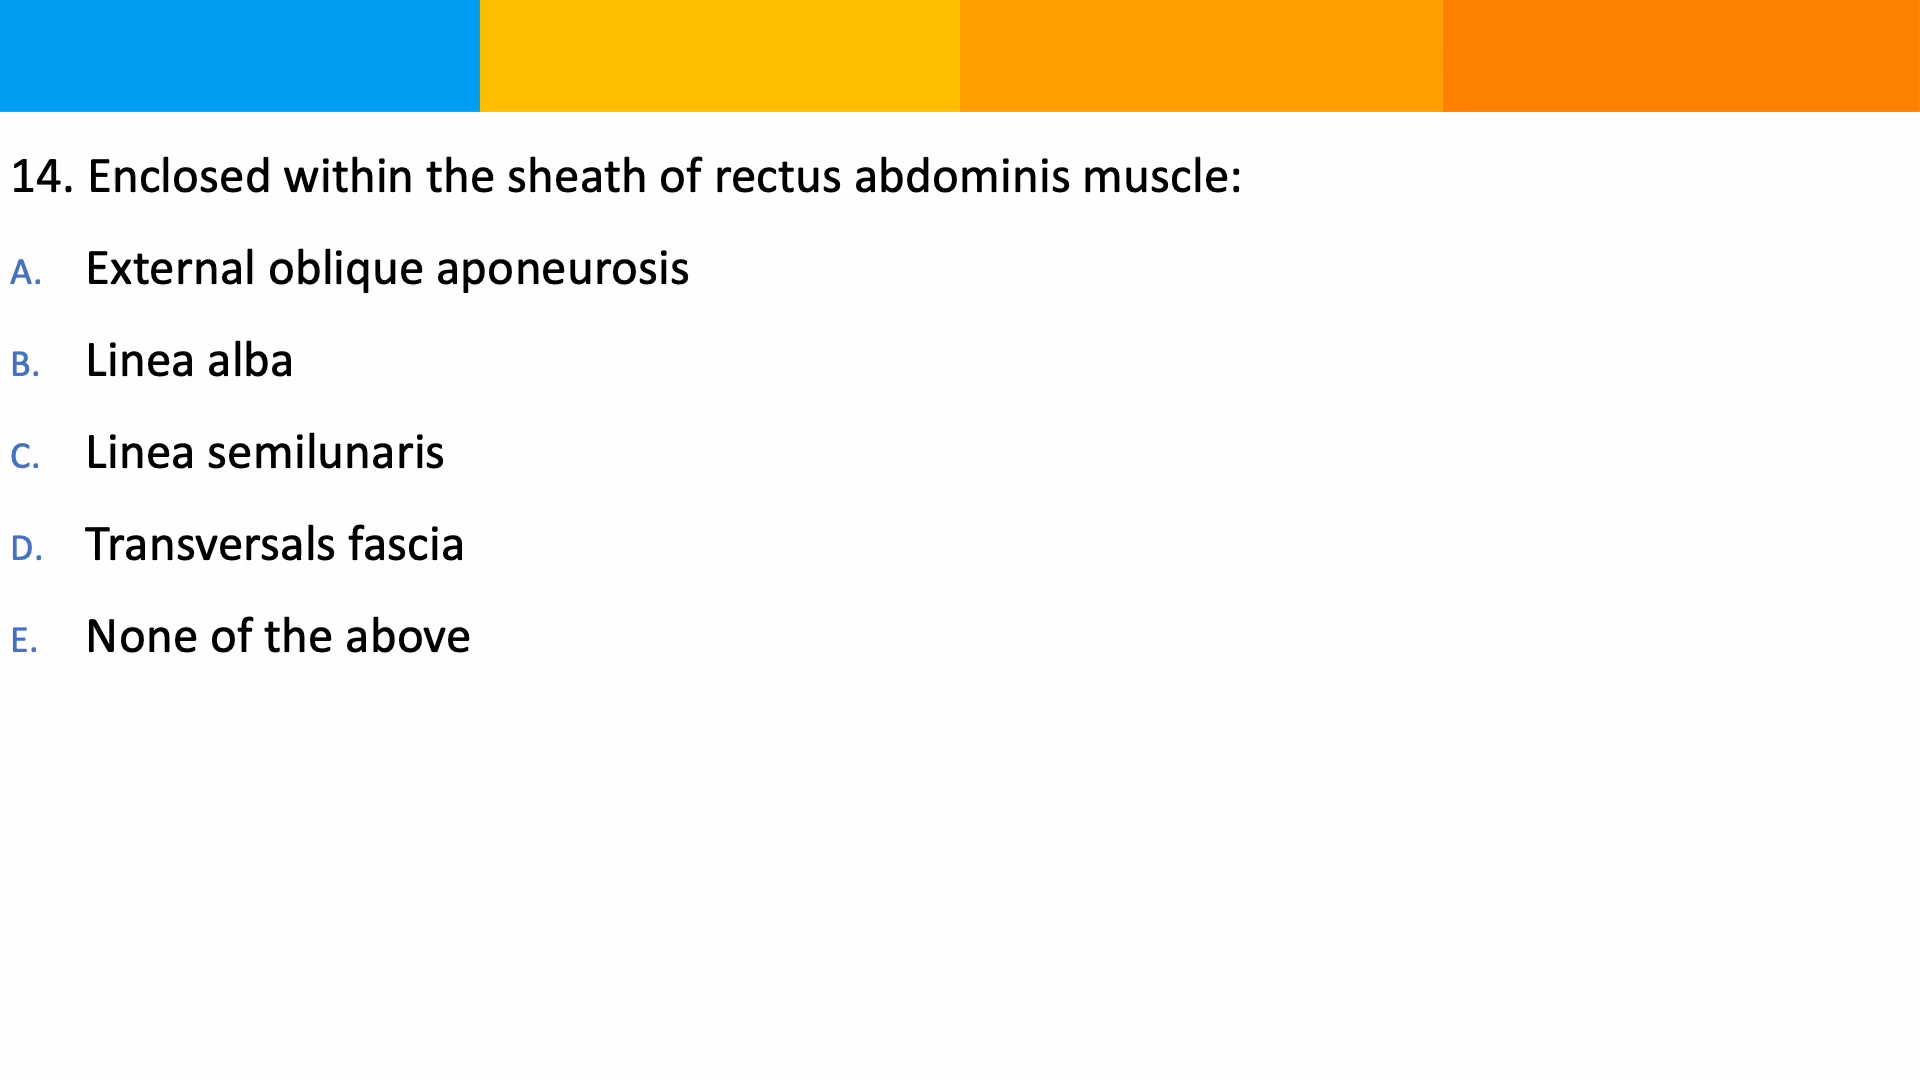 14. Enclosed within the sheath of rectus abdominis muscle:
A. External oblique aponeurosis
B. Linea alba
C. Linea semilunaris
D. Transversals fascia
E. None of the above